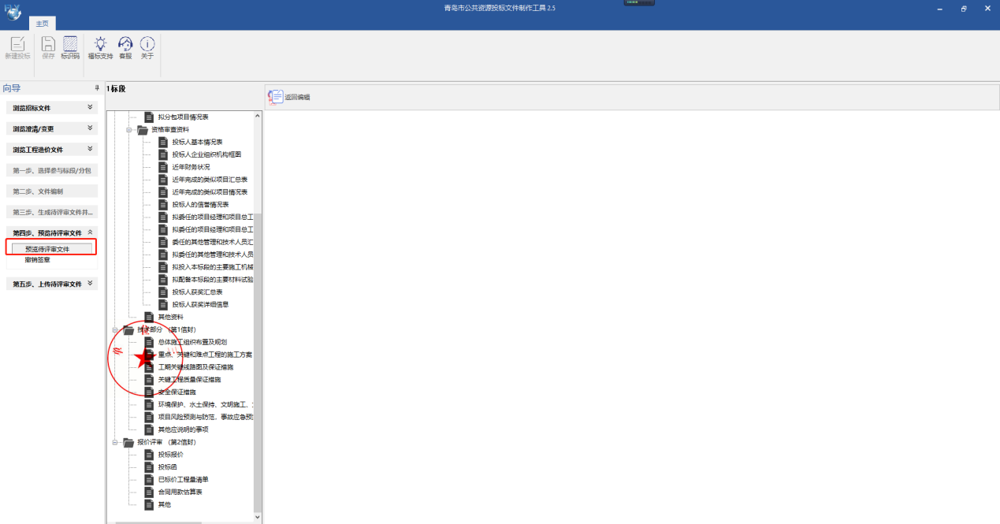 青岛市公共资源投标文件制作工具 2.5
主页
新建投标
保存
标识码
福标支持
客服
关于
向导
1标段
返回编辑
浏览招标文件
浏览澄清/变更
浏览工程造价文件
第一步、选择参与标段/分包
第二步、文件编制
第三步、生成待评审文件并...
第四步、预览待评审文件
预览待评审文件
撤销签章
第五步、上传待评审文件
拟分包项目情况表
资格审查资料
投标人基本情况表
投标人企业组织机构框图
近年财务状况
近年完成的类似项目汇总表
近年完成的类似项目情况表
投标人的信誉情况表
拟委任的项目经理和项目总工
拟委任的项目经理和项目总工
委任的其他管理和技术人员汇
拟委任的其他管理和技术人员
拟投入本标段的主要施工机械
拟配备本标段的主要材料试验
投标人获奖汇总表
投标人获奖详细信息
其他资料
技术部分 （第1信封）
总体施工组织布置及规划
重点、关键和难点工程的施工方案
工期关键线路图及保证措施
关键工程质量保证措施
安全保证措施
环境保护、水土保持、文明施工、
项目风险预测与防范，事故应急预
其他应说明的事项
报价评审 （第2信封）
投标报价
投标函
已标价工程量清单
合同用款估算表
其他
单
位